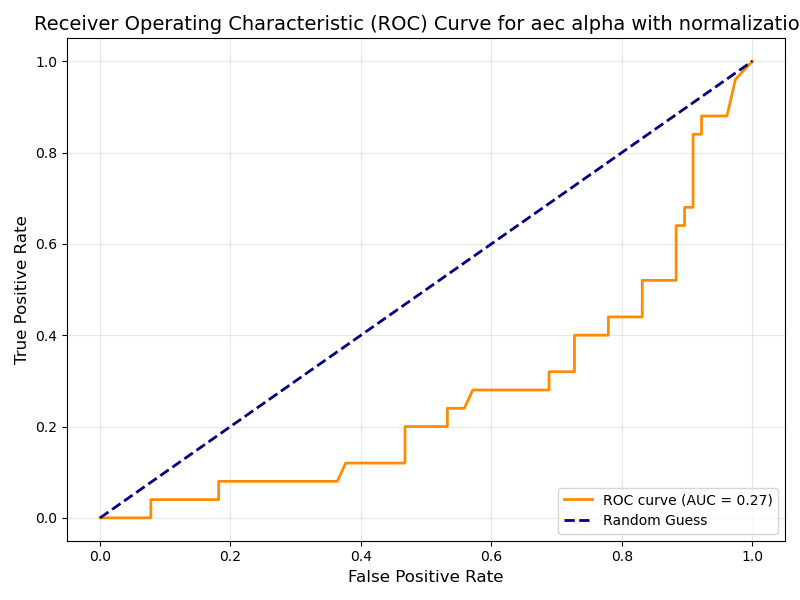 Receiver Operating Characteristic (ROC) Curve for aec alpha with normalizatio
1.0
0.8
0.6
0.4
0.2
0.0
True Positive Rate
0.0 0.2 0.4 0.6 0.8 1.0
False Positive Rate
ROC curve (AUC = 0.27)
Random Guess